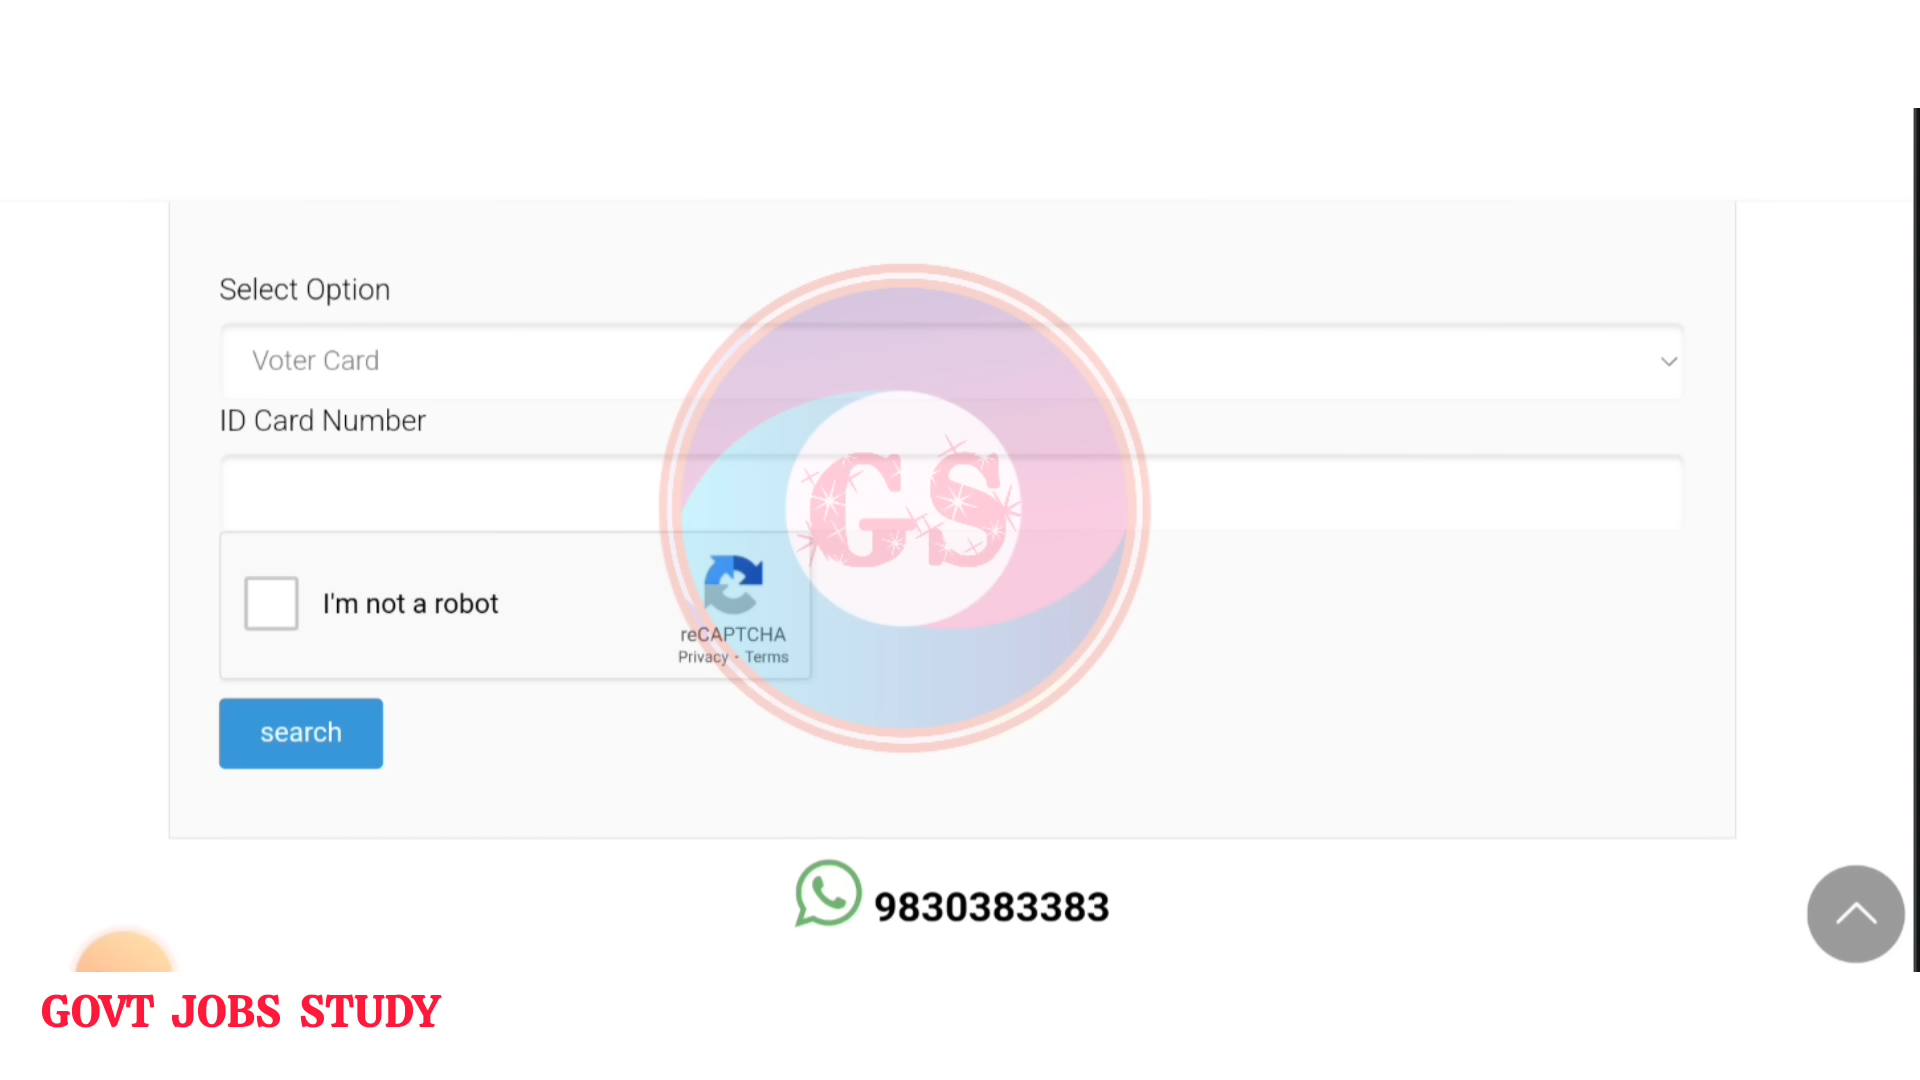 Select Option
Voter Card
ID Card Number
GS
I'm not a robot
reCAPTCHA
Privacy - Terms
search
9830383383
GOVT JOBS STUDY